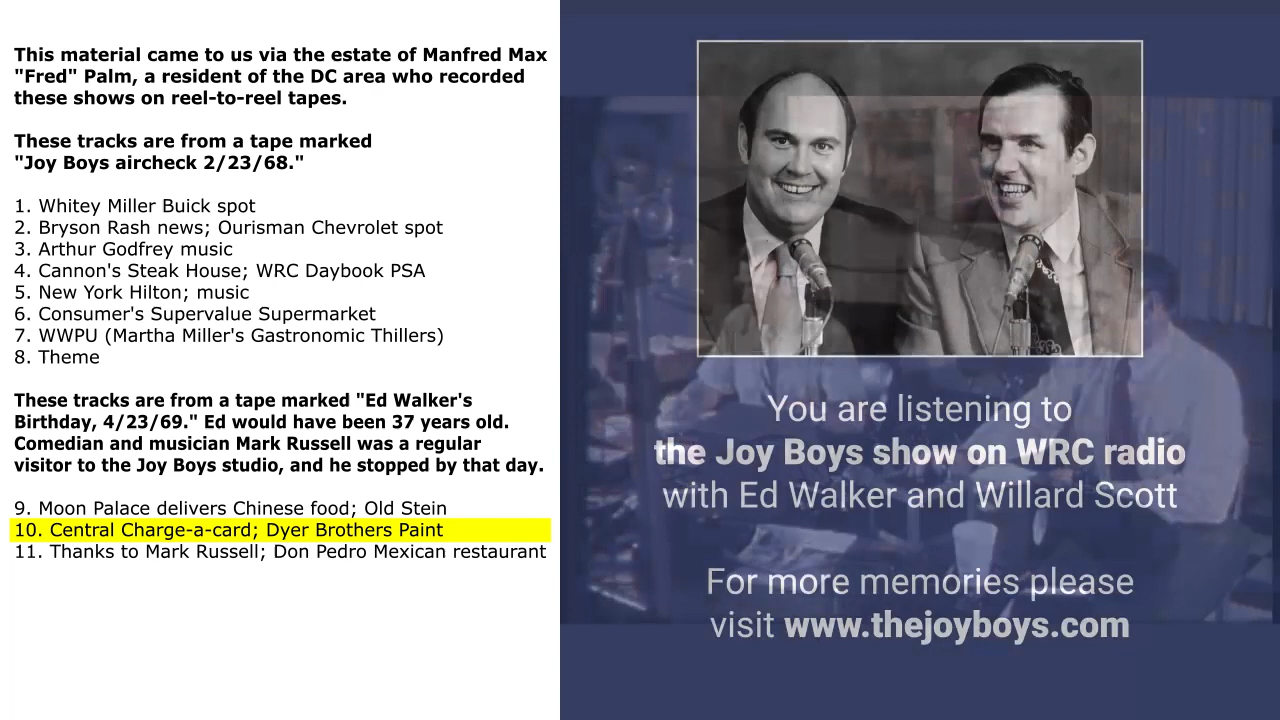 This material came to us via the estate of Manfred Max
"Fred" Palm, a resident of the DC area who recorded
these shows on reel-to-reel tapes.
These tracks are from a tape marked
"Joy Boys aircheck 2/23/68."
1. Whitey Miller Buick spot
2. Bryson Rash news; Ourisman Chevrolet spot
3. Arthur Godfrey music
4. Cannon's Steak House; WRC Daybook PSA
5. New York Hilton; music
6. Consumer's Supervalue Supermarket
7. WWPU (Martha Miller's Gastronomic Thillers)
8. Theme
These tracks are from a tape marked "Ed Walker's
Birthday, 4/23/69." Ed would have been 37 years old.
Comedian and musician Mark Russell was a regular
visitor to the Joy Boys studio, and he stopped by that day.
9. Moon Palace delivers Chinese food; Old Stein
10. Central Charge-a-card; Dyer Brothers Paint
11. Thanks to Mark Russell; Don Pedro Mexican restaurant
You are listening to
the Joy Boys show on WRC radio
with Ed Walker and Willard Scott
For more memories please
visit www.thejoyboys.com